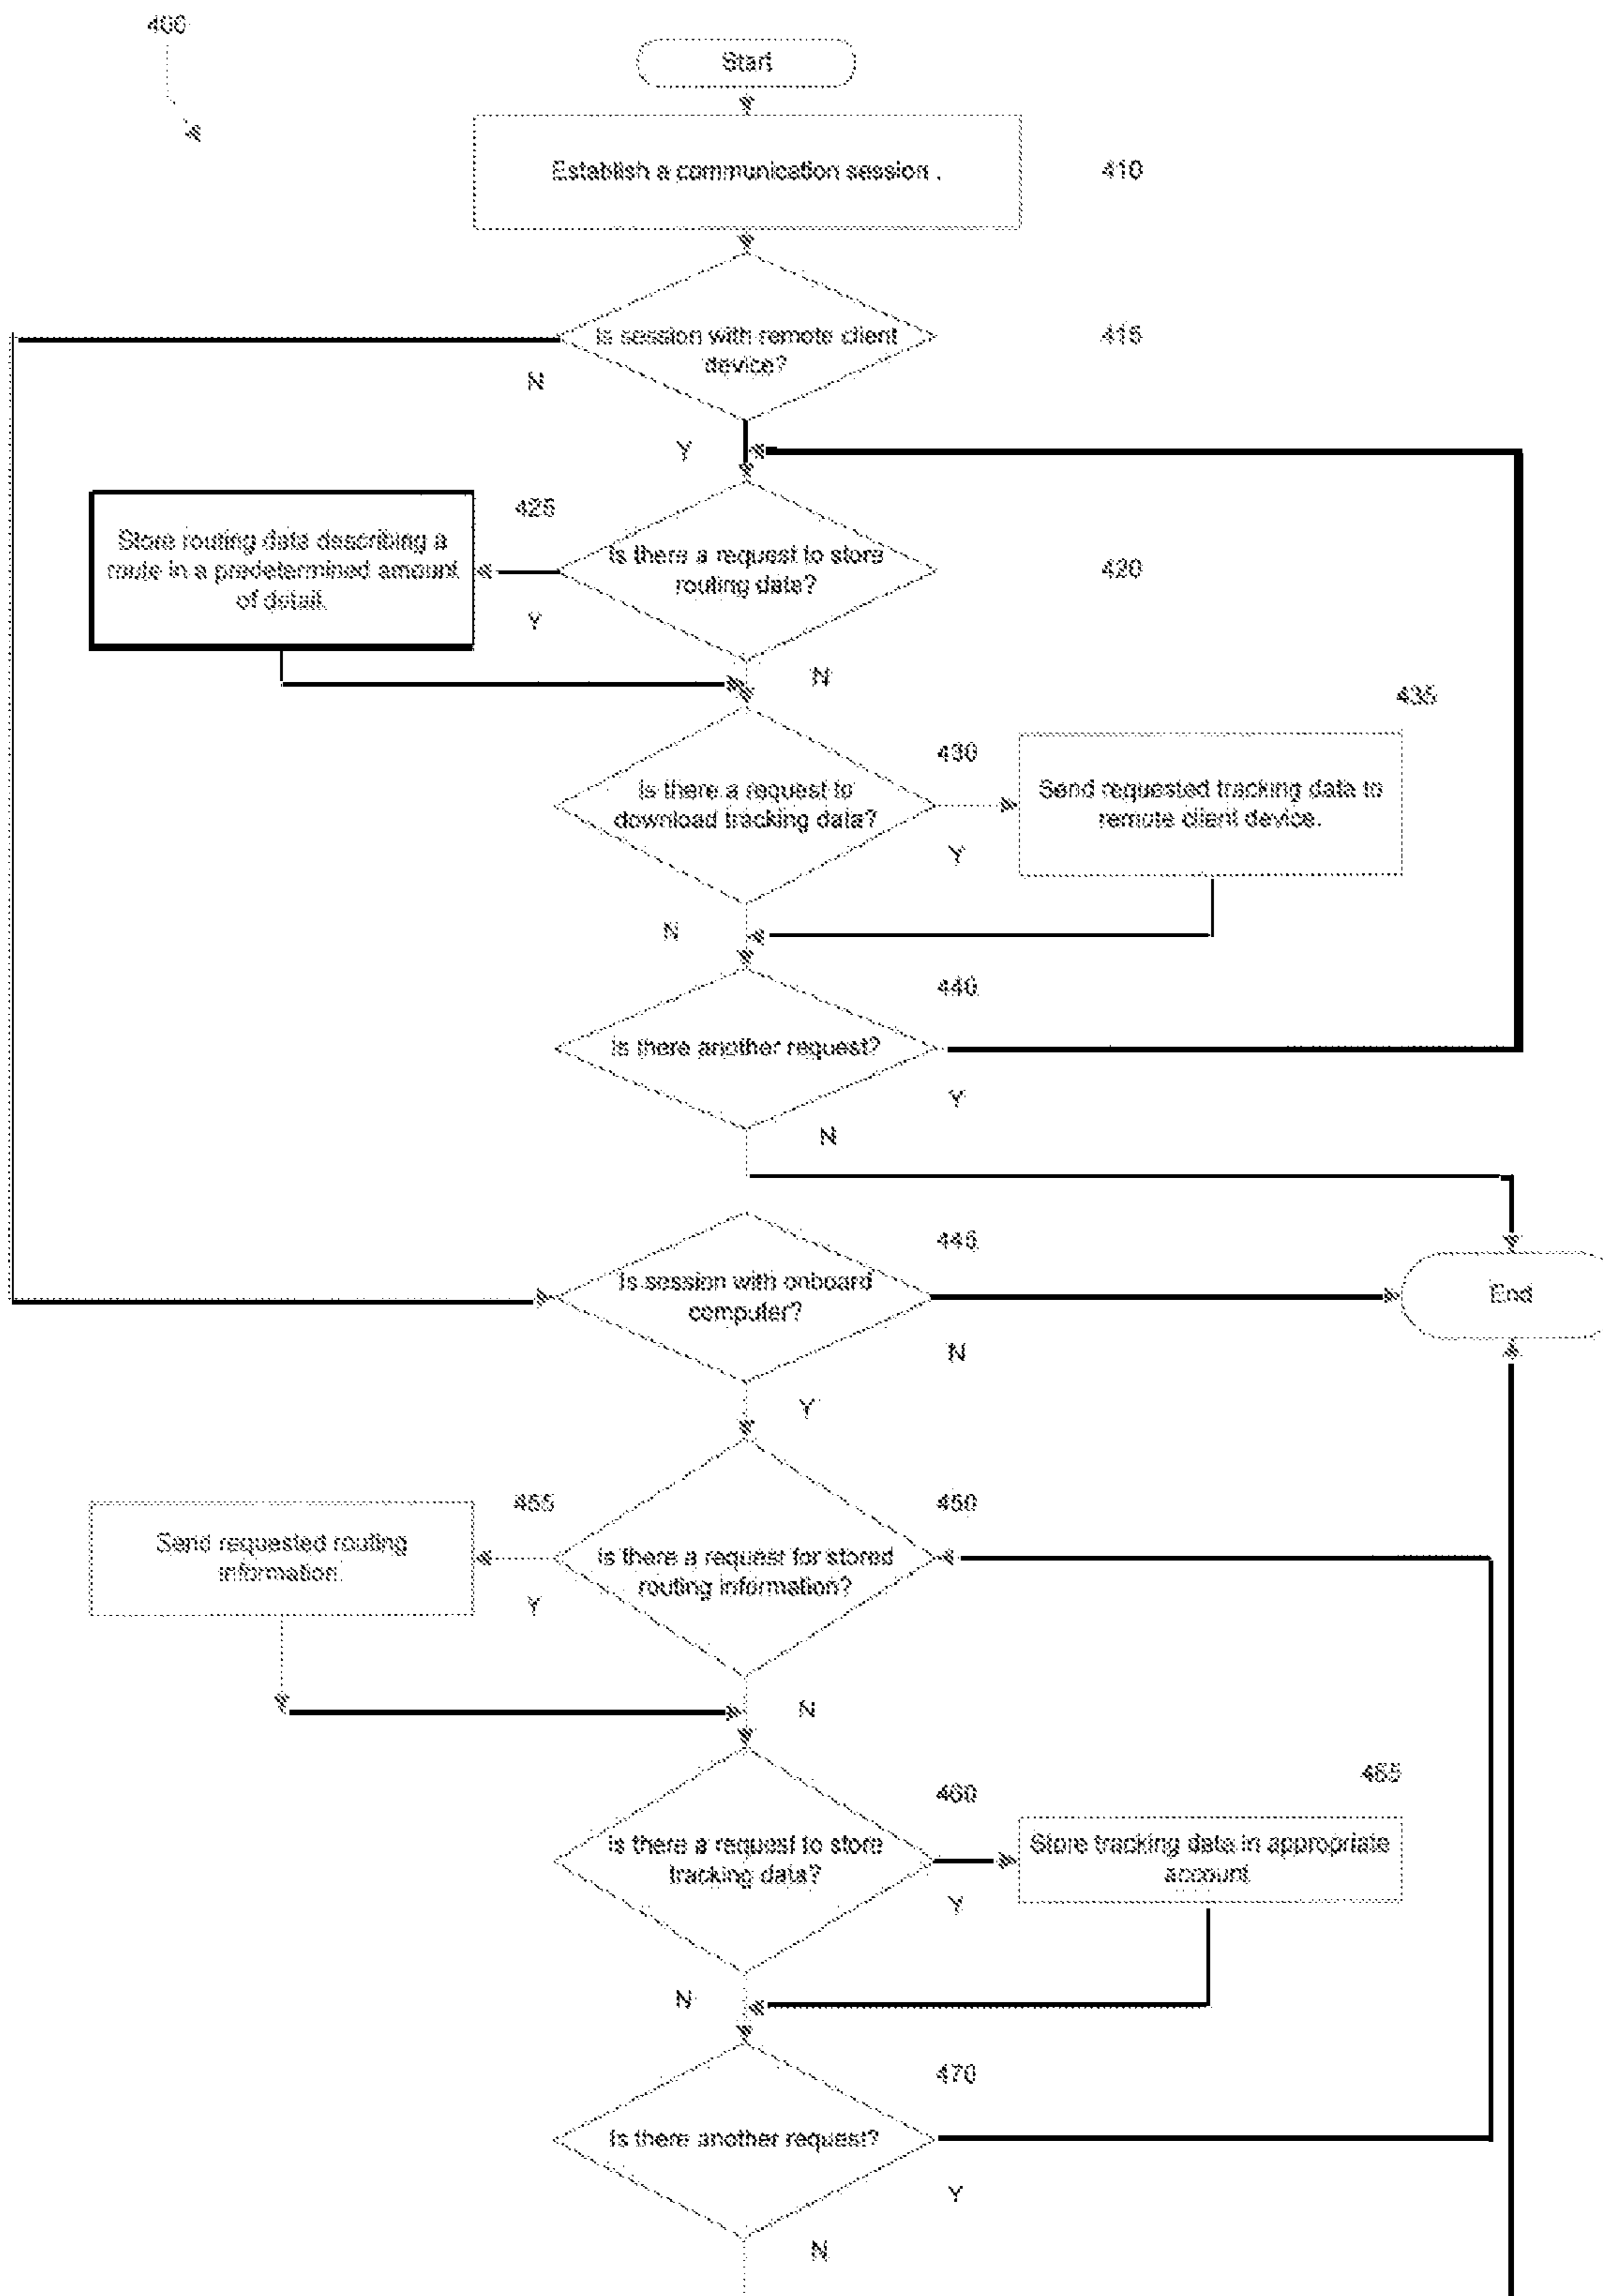 400
Start
Establish a communication session .
410
Is session with remote client
device?
415
N
Y
425
Store routing data describing a
route in a predetermined amount
of detail.
Is there a request to store
routing data?
420
Y
N
435
430
Is there a request to
download tracking data?
Send requested tracking data to
remote client device.
Y
N
440
Is there another request?
Y
N
445
Is session with onboard
computer?
End
N
Y
455
450
Send requested routing
information.
Is there a request for stored
routing information?
Y
N
465
460
Is there a request to store
tracking data?
Store tracking data in appropriate
account.
Y
N
470
Is there another request?
Y
N